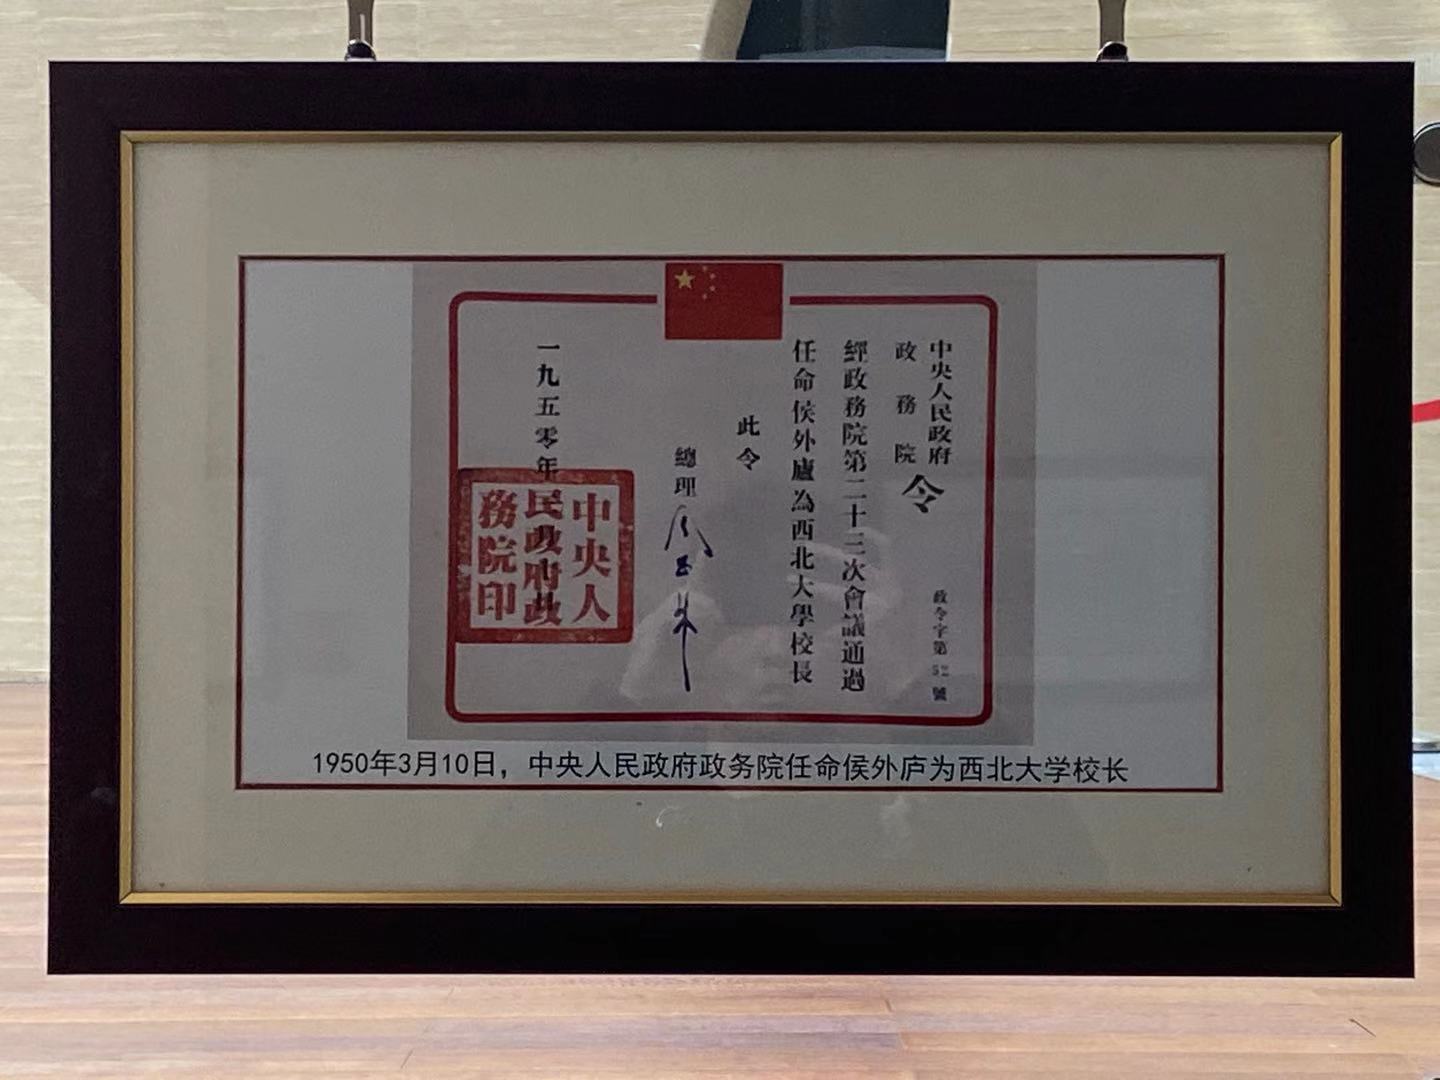 中央人民政府
政務院
令
政令字第52號
經政務院第二十三次會議通過
任命侯外廬為西北大學校長
此令
總理
周恩来
一九五零年
中央人
民政府政
務院印
1950年3月10日，中央人民政府政务院任命侯外庐为西北大学校长